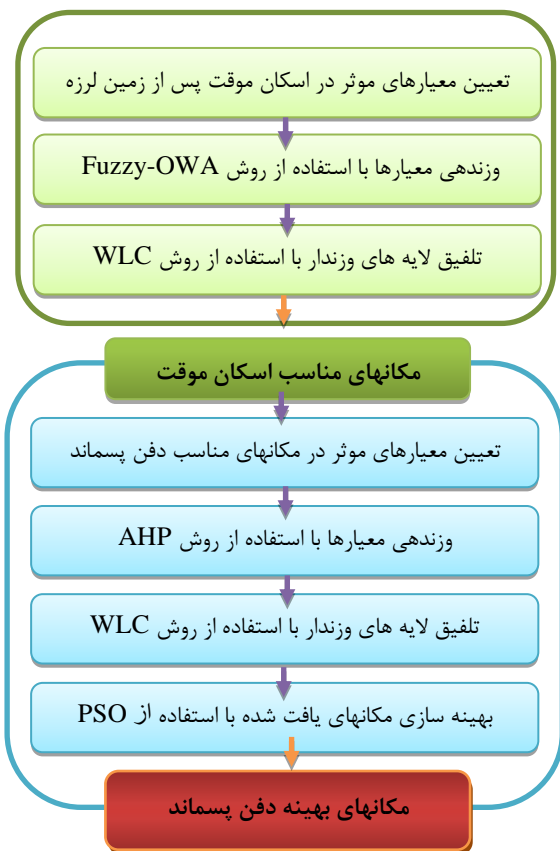 تعیین معیارهای موثر در اسکان موقت پس از زمین لرزه
وزندهی معیارها با استفاده از روش Fuzzy-OWA
تلفیق لایه های وزندار با استفاده از روش WLC
مکانهای مناسب اسکان موقت
تعیین معیارهای موثر در مکانهای مناسب دفن پسماند
وزندهی معیارها با استفاده از روش AHP
تلفیق لایه های وزندار با استفاده از روش WLC
بهینه سازی مکانهای یافت شده با استفاده از PSO
مکانهای بهینه دفن پسماند